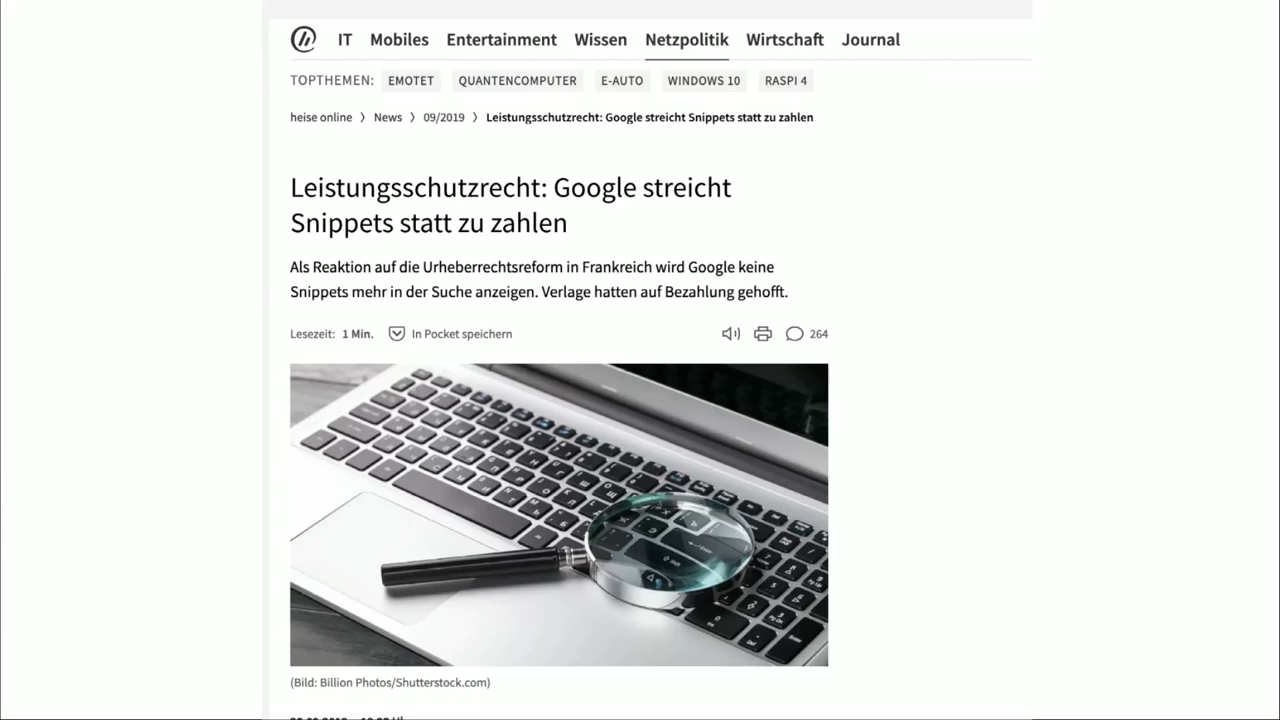 IT Mobiles Entertainment Wissen Netzpolitik Wirtschaft Journal
TOPTHEMEN: EMOTET QUANTENCOMPUTER E-AUTO WINDOWS 10 RASPI 4
heise online > News > 09/2019 > Leistungsschutzrecht: Google streicht Snippets statt zu zahlen
Leistungsschutzrecht: Google streicht
Snippets statt zu zahlen
Als Reaktion auf die Urheberrechtsreform in Frankreich wird Google keine
Snippets mehr in der Suche anzeigen. Verlage hatten auf Bezahlung gehofft.
Lesezeit: 1 Min. In Pocket speichern 264
(Bild: Billion Photos/Shutterstock.com)